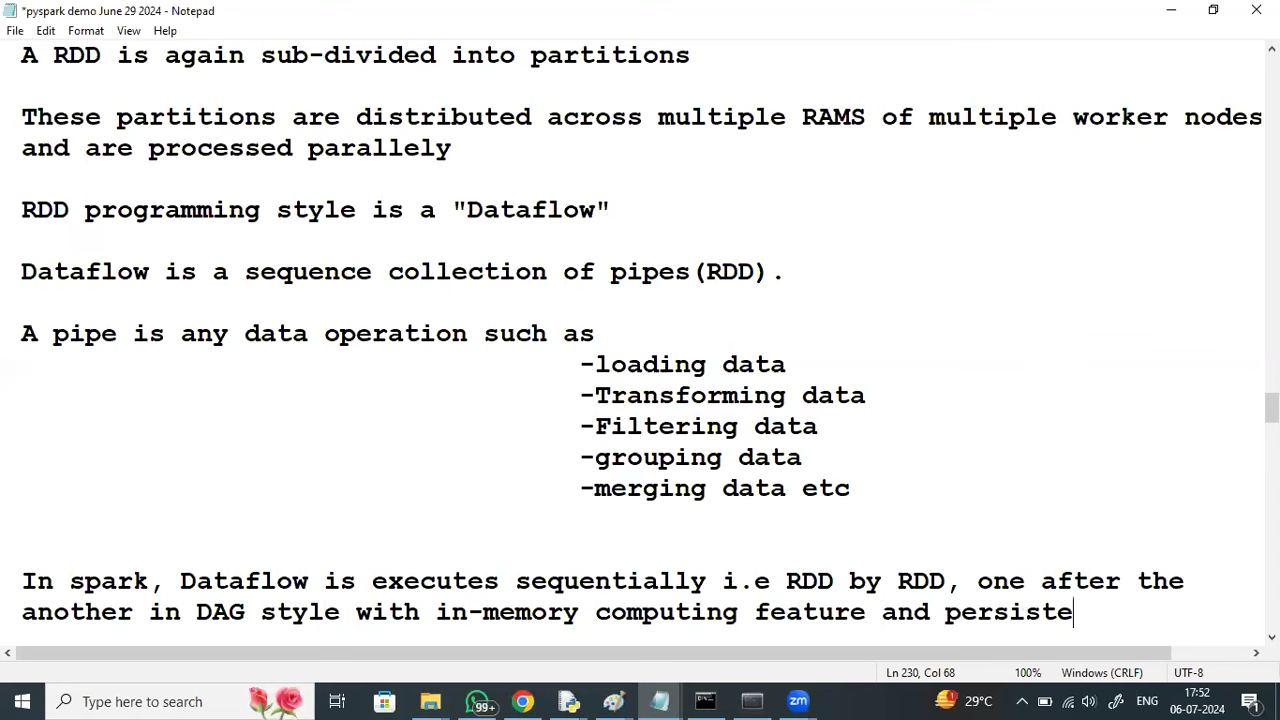 *pyspark demo June 29 2024 - Notepad
File Edit Format View Help
A RDD is again sub-divided into partitions
These partitions are distributed across multiple RAMS of multiple worker nodes
and are processed parallely
RDD programming style is a "Dataflow"
Dataflow is a sequence collection of pipes(RDD).
A pipe is any data operation such as
-loading data
-Transforming data
-Filtering data
-grouping data
-merging data etc
In spark, Dataflow is executes sequentially i.e RDD by RDD, one after the
another in DAG style with in-memory computing feature and persiste
Ln 230, Col 68 100% Windows (CRLF) UTF-8
Type here to search 99+ 29°C ENG 17:52
06-07-2024 1